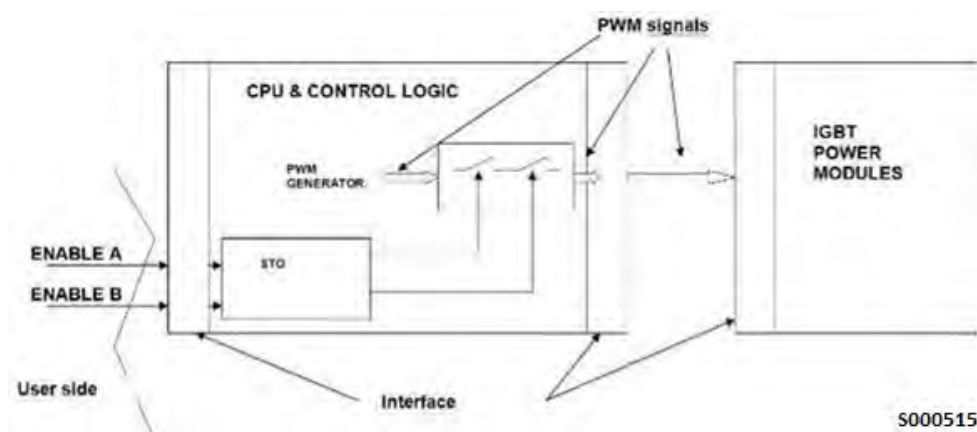 PWM signals
CPU & CONTROL LOGIC
IGBT
POWER
MODULES
PWM
GENERATOR
ENABLE A
STO
ENABLE B
User side
Interface
S000515